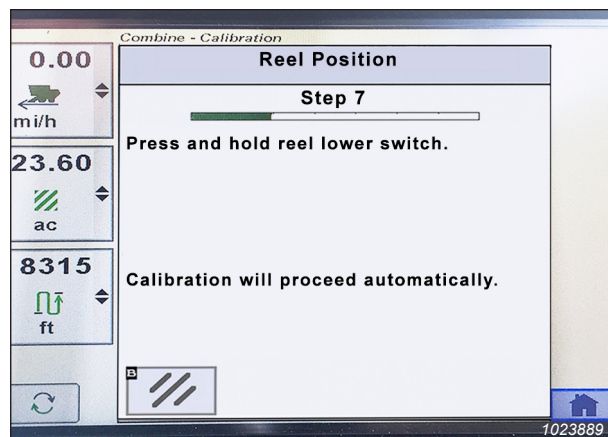 Combine - Calibration
0.00
mi/h
23.60
ac
8315
ft
Reel Position
Step 7
Press and hold reel lower switch.
Calibration will proceed automatically.
B
1023889